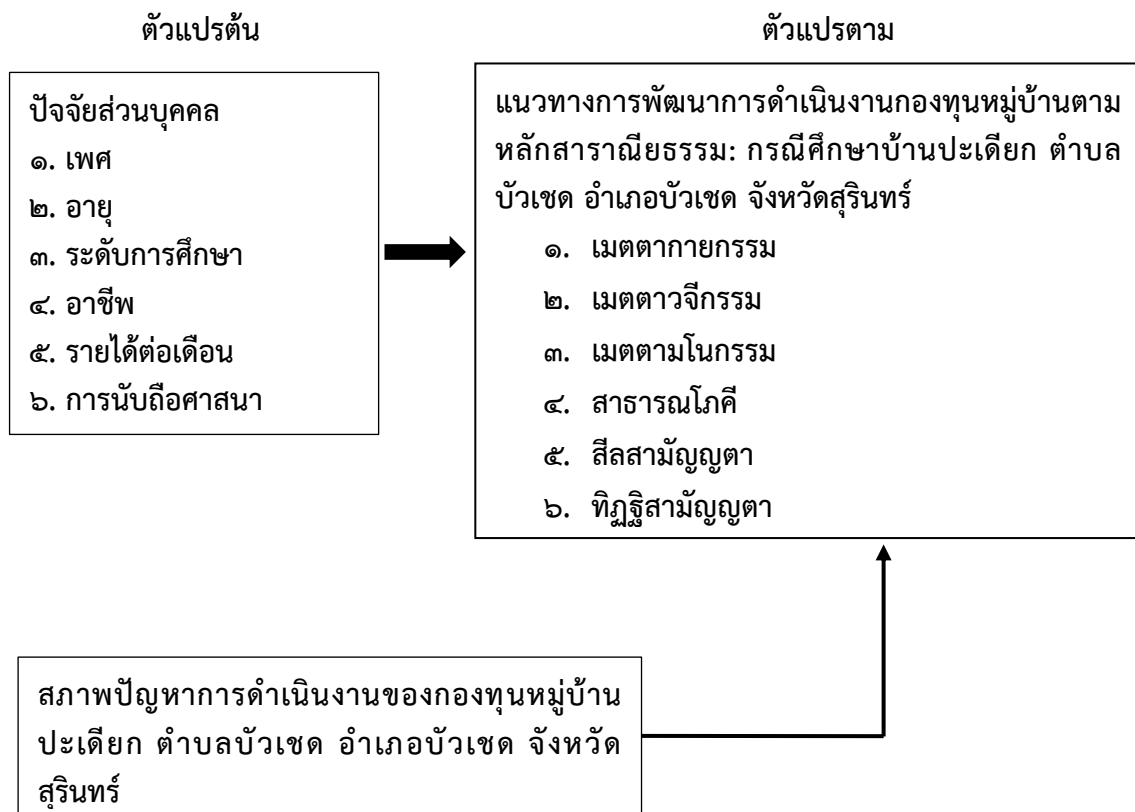 ตัวแปรต้น
ปัจจัยส่วนบุคคล
๑. เพศ
๒. อายุ
๓. ระดับการศึกษา
๔. อาชีพ
๕. รายได้ต่อเดือน
๖. การนับถือศาสนา
ตัวแปรตาม
แนวทางการพัฒนาการดำเนินงานกองทุนหมู่บ้านตาม
หลักสาราณียธรรม: กรณีศึกษาบ้านปะเดียก ตำบล
บัวเชด อำเภอบัวเชด จังหวัดสุรินทร์
๑. เมตตากายกรรม
๒. เมตตาวจีกรรม
๓. เมตตามโนกรรม
๔. สาธารณโภคี
๕. สีลสามัญญตา
๖. ทิฏฐิสามัญญตา
สภาพปัญหาการดำเนินงานของกองทุนหมู่บ้าน
ปะเดียก ตำบลบัวเชด อำเภอบัวเชด จังหวัด
สุรินทร์